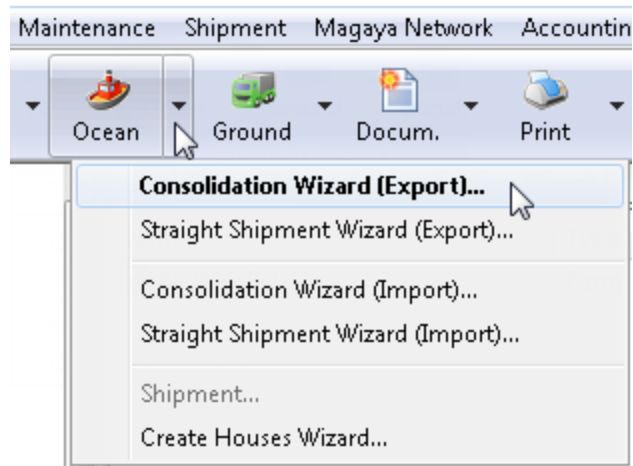 Maintenance Shipment Magaya Network Accountin
Ocean Ground Docum. Print
Consolidation Wizard (Export)...
Straight Shipment Wizard (Export)...
Consolidation Wizard (Import)...
Straight Shipment Wizard (Import)...
Shipment...
Create Houses Wizard...